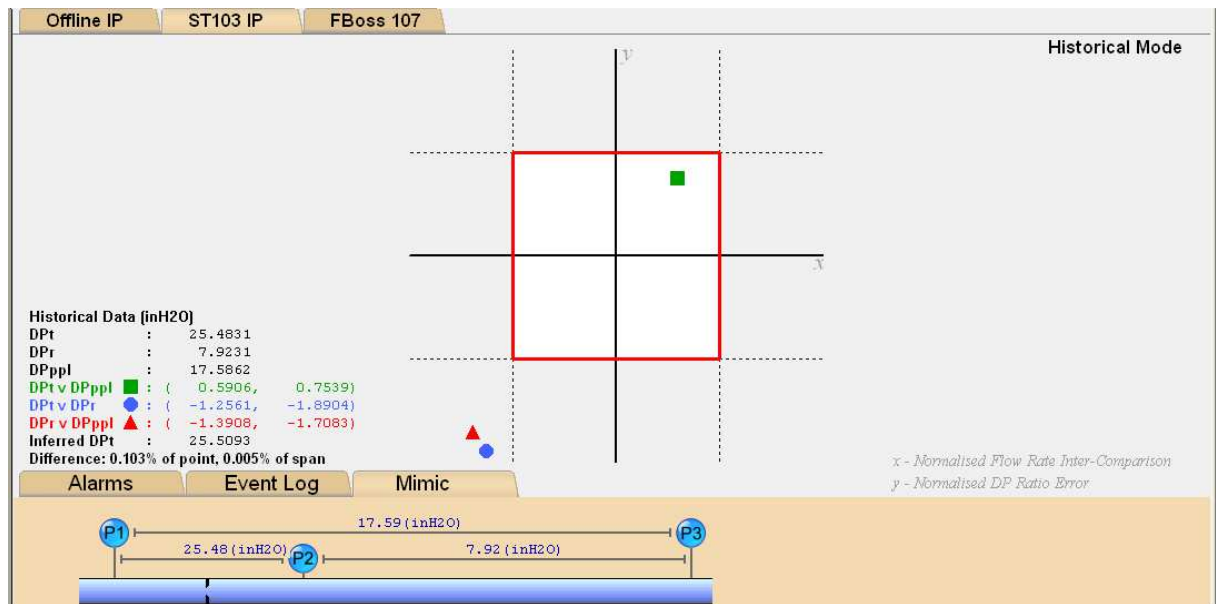 Offline IP ST103 IP FBoss 107
Historical Mode
y
x
Historical Data (inH2O)
DPt : 25.4831
DPr : 7.9231
DPppl : 17.5862
DPt v DPppl : ( 0.5906, 0.7539)
DPt v DPr : ( -1.2561, -1.8904)
DPr v DPppl : ( -1.3908, -1.7083)
Inferred DPt : 25.5093
Difference: 0.103% of point, 0.005% of span
x - Normalised Flow Rate Inter-Comparison
y - Normalised DP Ratio Error
Alarms Event Log Mimic
P1 17.59(inH2O) P3
25.48(inH2O) P2 7.92(inH2O)